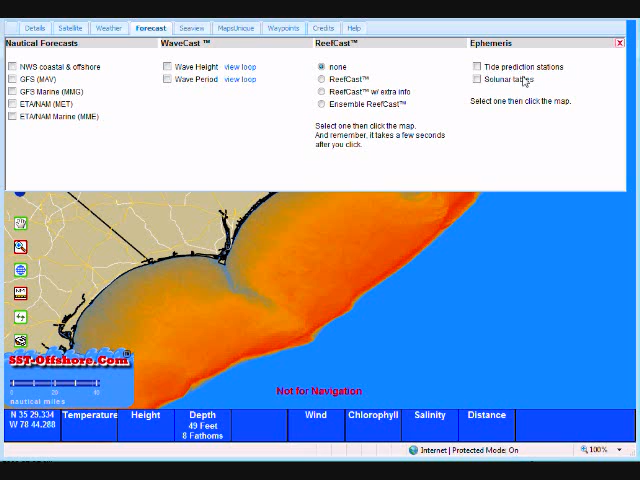 Details Satellite Weather Forecast Seaview MapsUnique Waypoints Credits Help
Nautical Forecasts WaveCast ™ ReefCast™ Ephemeris X
NWS coastal & offshore Wave Height view loop none Tide prediction stations
GFS (MAV) Wave Period view loop ReefCast™ Solunar tables
GFS Marine (MMG) ReefCast™ w/ extra info
ETA/NAM (MET) Ensemble ReefCast™ Select one then click the map.
ETA/NAM Marine (MME)
Select one then click the map.
And remember, it takes a few seconds
after you click.
SST-Offshore.Com
0 20 40
nautical miles
Not for Navigation
N 35 29.334 Temperature Height Depth Wind Chlorophyll Salinity Distance
W 78 44.288 49 Feet
8 Fathoms
Internet | Protected Mode: On 100%